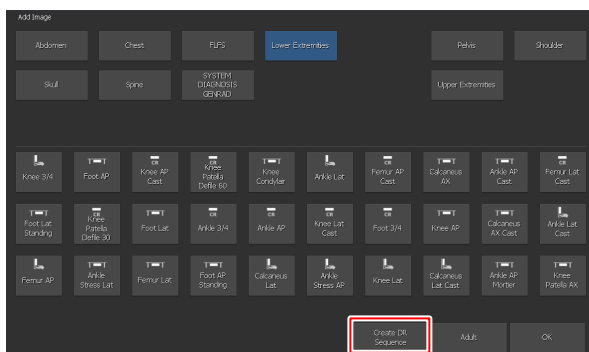 Add Image
Abdomen
Chest
FLFS
Lower Extremities
Pelvis
Shoulder
Skull
Spine
SYSTEM
DIAGNOSIS
GENRAD
Upper Extremities
Knee 3/4
T T
Foot AP
CR
Knee AP
Cast
CR
Knee
Patella
Defile 60
T T
Knee
Condylair
Ankle Lat
CR
Femur AP
Cast
T T
Calcaneus
AX
T T
Ankle AP
Cast
CR
Femur Lat
Cast
T T
Foot Lat
Standing
CR
Knee
Patella
Defile 30
T T
Foot Lat
CR
Ankle 3/4
CR
Ankle AP
CR
Knee Lat
Cast
CR
Foot 3/4
T T
Knee AP
T T
Calcaneus
AX Cast
Ankle Lat
Cast
Femur AP
T T
Ankle
Stress Lat
T T
Femur Lat
T T
Foot AP
Standing
Calcaneus
Lat
Ankle
Stress AP
Knee Lat
Calcaneus
Lat Cast
T T
Ankle AP
Mortier
T T
Knee
Patella AX
Create DR
Sequence
Adult
OK